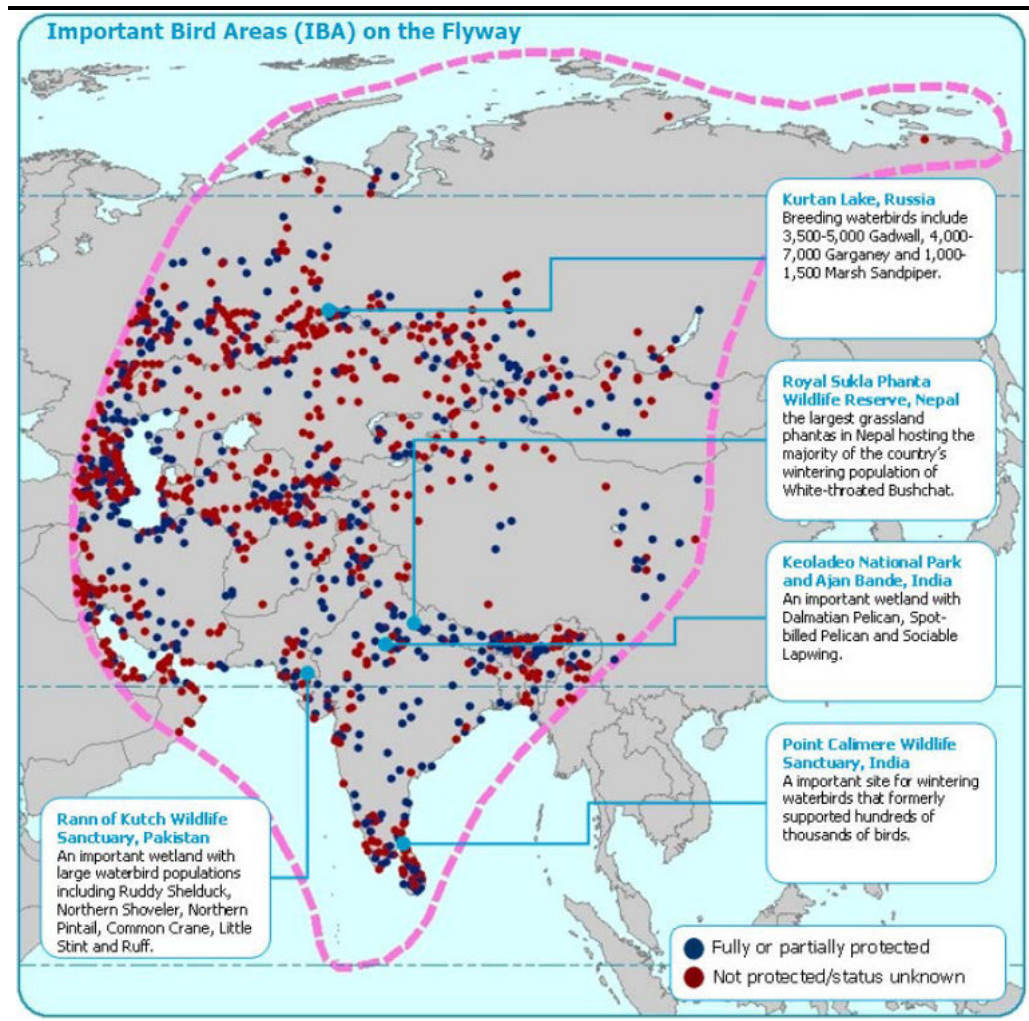 Important Bird Areas (IBA) on the Flyway
Kurtan Lake, Russia
Breeding waterbirds include
3,500-5,000 Gadwall, 4,000-
7,000 Garganey and 1,000-
1,500 Marsh Sandpiper.
Royal Sukla Phanta
Wildlife Reserve, Nepal
the largest grassland
phantas in Nepal hosting the
majority of the country's
wintering population of
White-throated Bushchat.
Keoladeo National Park
and Ajan Bande, India
An important wetland with
Dalmatian Pelican, Spot-
billed Pelican and Sociable
Lapwing.
Point Calimere Wildlife
Sanctuary, India
A important site for wintering
waterbirds that formerly
supported hundreds of
thousands of birds.
Rann of Kutch Wildlife
Sanctuary, Pakistan
An important wetland with
large waterbird populations
including Ruddy Shelduck,
Northern Shoveler, Northern
Pintail, Common Crane, Little
Stint and Ruff.
Fully or partially protected
Not protected/status unknown